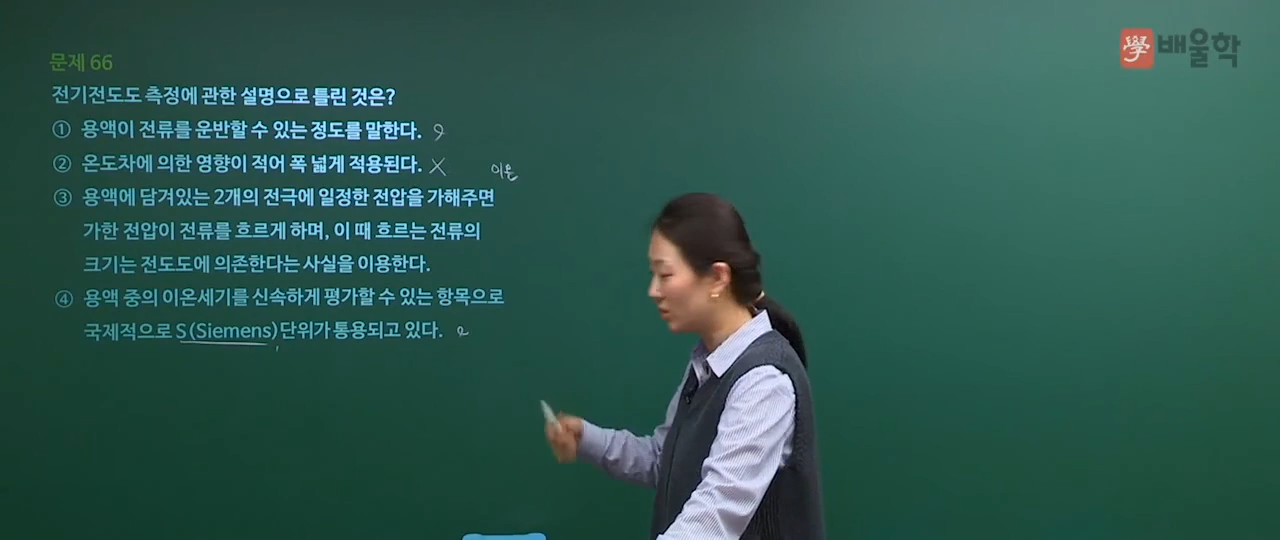 學 배울학
문제 66
전기전도도 측정에 관한 설명으로 틀린 것은?
① 용액이 전류를 운반할 수 있는 정도를 말한다.
② 온도차에 의한 영향이 적어 폭 넓게 적용된다. X 이온
③ 용액에 담겨있는 2개의 전극에 일정한 전압을 가해주면
가한 전압이 전류를 흐르게 하며, 이 때 흐르는 전류의
크기는 전도도에 의존한다는 사실을 이용한다.
④ 용액 중의 이온세기를 신속하게 평가할 수 있는 항목으로
국제적으로 S(Siemens)단위가 통용되고 있다.